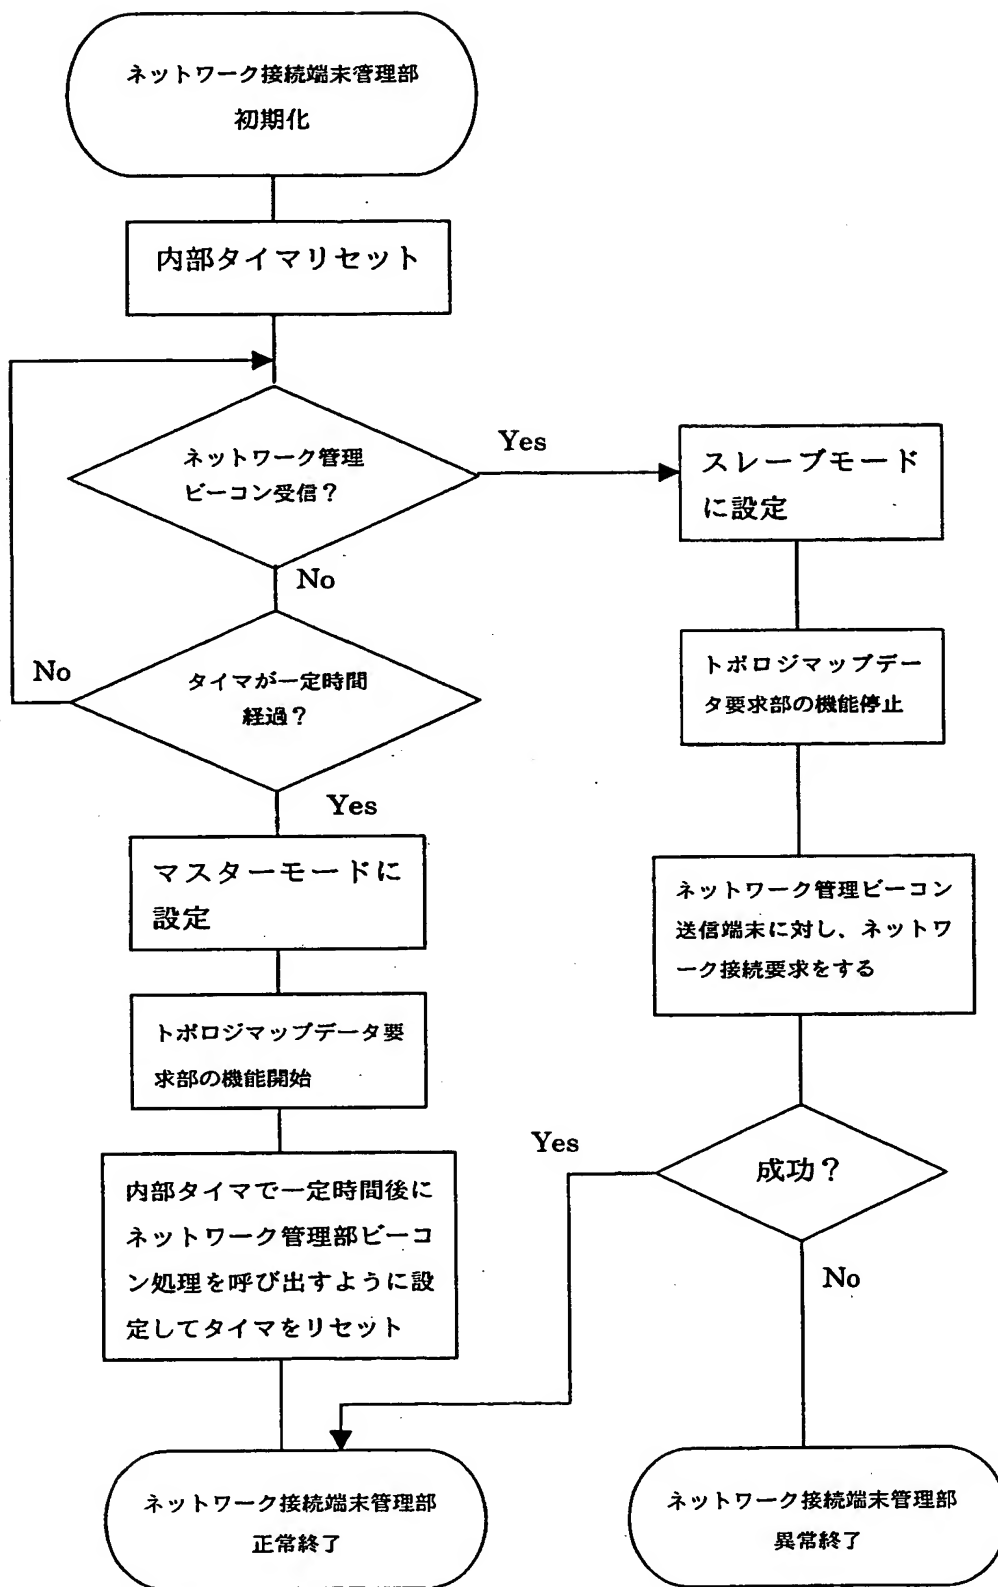 ネットワーク接続端末管理部
初期化
内部タイマリセット
ネットワーク管理
ビーコン受信？
Yes
スレーブモード
に設定
No
トポロジマップデー
タ要求部の機能停止
No
タイマが一定時間
経過？
Yes
マスターモードに
設定
ネットワーク管理ビーコン
送信端末に対し、ネットワ
ーク接続要求をする
トポロジマップデータ要
求部の機能開始
Yes
成功？
内部タイマで一定時間後に
ネットワーク管理部ビーコ
ン処理を呼び出すように設
定してタイマをリセット
No
ネットワーク接続端末管理部
正常終了
ネットワーク接続端末管理部
異常終了